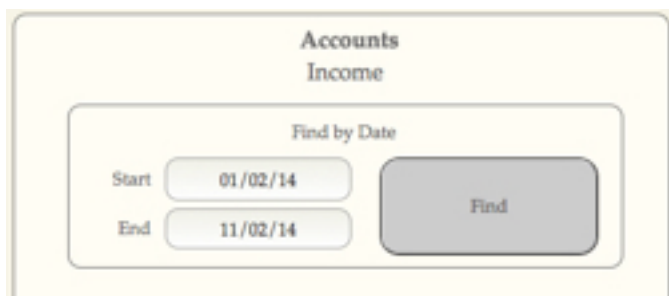 Accounts
Income
Find by Date
Start 01/02/14
Find
End 11/02/14